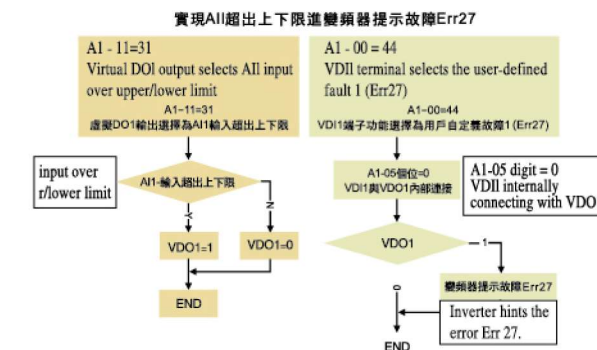 實現AI1超出上下限進變頻器提示故障Err27
A1 - 11=31
Virtual DOl output selects AIl input
over upper/lower limit
A1-11=31
虛擬DO1輸出選擇為AI1輸入超出上下限
input over
r/lower limit
AI1-輸入超出上下限
Y
N
VDO1=1
VDO1=0
END
A1 - 00 = 44
VDIl terminal selects the user-defined
fault 1 (Err27)
A1-00=44
VDI1端子功能選擇為用戶自定義故障1 (Err27)
A1-05個位=0
VDI1與VDO1內部連接
A1-05 digit = 0
VDIl internally
connecting with VDO
VDO1
1
0
變頻器提示故障Err27
Inverter hints the
error Err 27.
END